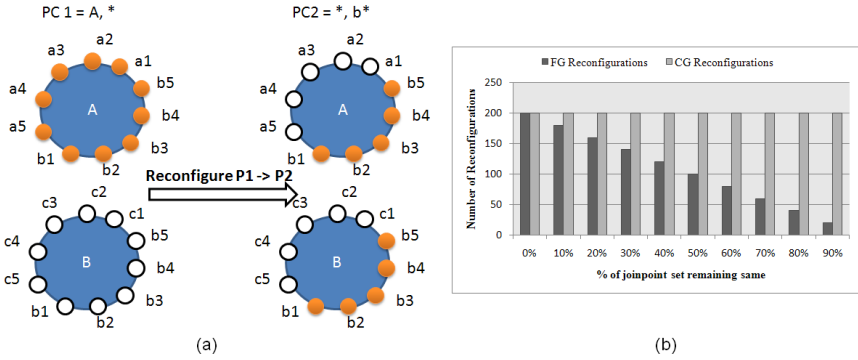 PC 1 = A, *
a3
a2
a1
a4
b5
A
b4
a5
b3
b1
b2
PC2 = *, b*
a3
a2
a1
a4
b5
A
b4
a5
b3
b1
b2
Reconfigure P1 -> P2
c3
c2
c1
c4
b5
B
b4
c5
b3
b1
b2
c3
c2
c1
c4
b5
B
b4
c5
b3
b1
b2
(a)
FG Reconfigurations CG Reconfigurations
Number of Reconfigurations
250
200
150
100
50
0
0% 10% 20% 30% 40% 50% 60% 70% 80% 90%
% of joinpoint set remaining same
(b)